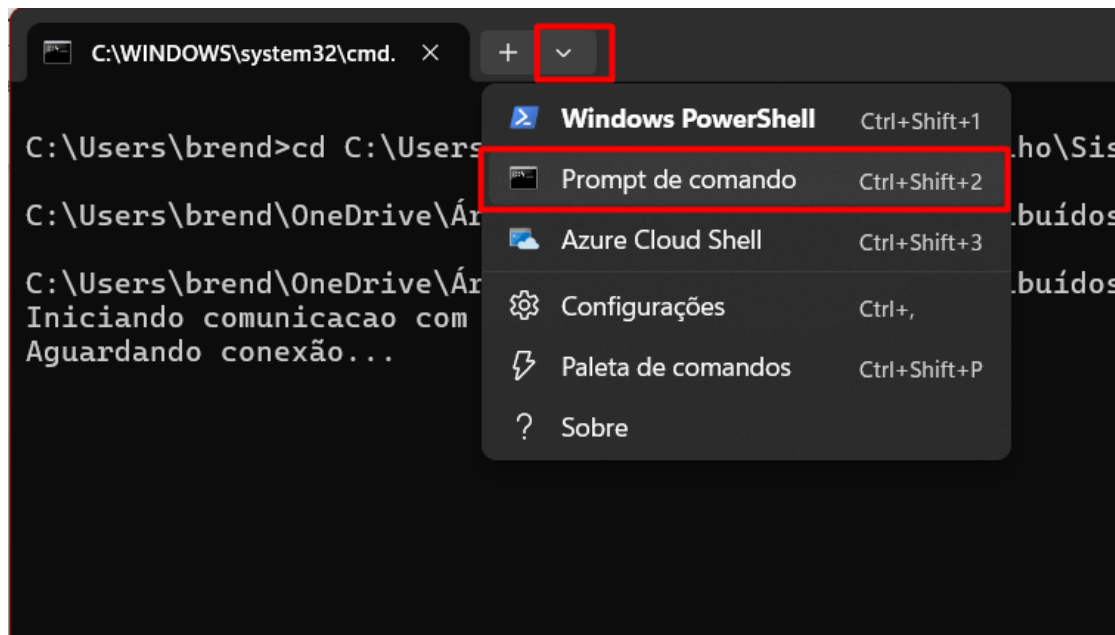 C:\WINDOWS\system32\cmd.
Windows PowerShell Ctrl+Shift+1
Prompt de comando Ctrl+Shift+2
Azure Cloud Shell Ctrl+Shift+3
Configurações Ctrl+,
Paleta de comandos Ctrl+Shift+P
Sobre
C:\Users\brend>cd C:\Users ho\Sis
C:\Users\brend\OneDrive\Ár buídos
C:\Users\brend\OneDrive\Ár buídos
Iniciando comunicacao com
Aguardando conexão...